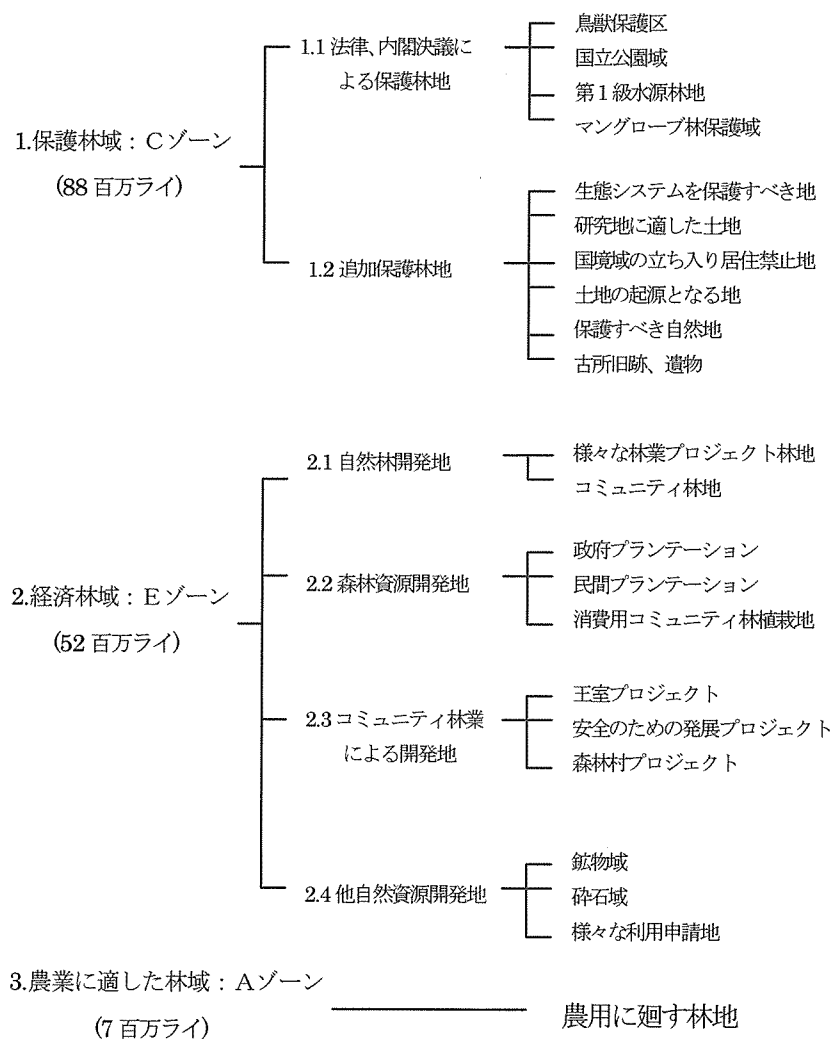 1.保護林域：Cゾーン
(88百万ライ)
1.1 法律、内閣決議に
よる保護林地
鳥獣保護区
国立公園域
第1級水源林地
マングローブ林保護域
1.2 追加保護林地
生態システムを保護すべき地
研究地に適した土地
国境域の立ち入り居住禁止地
土地の起源となる地
保護すべき自然地
古所旧跡、遺物
2.経済林域：Eゾーン
(52百万ライ)
2.1 自然林開発地
様々な林業プロジェクト林地
コミュニティ林地
2.2 森林資源開発地
政府プランテーション
民間プランテーション
消費用コミュニティ林植栽地
2.3 コミュニティ林業
による開発地
王室プロジェクト
安全のための発展プロジェクト
森林村プロジェクト
2.4 他自然資源開発地
鉱物域
砕石域
様々な利用申請地
3.農業に適した林域：Aゾーン
(7百万ライ)
農用に廻す林地